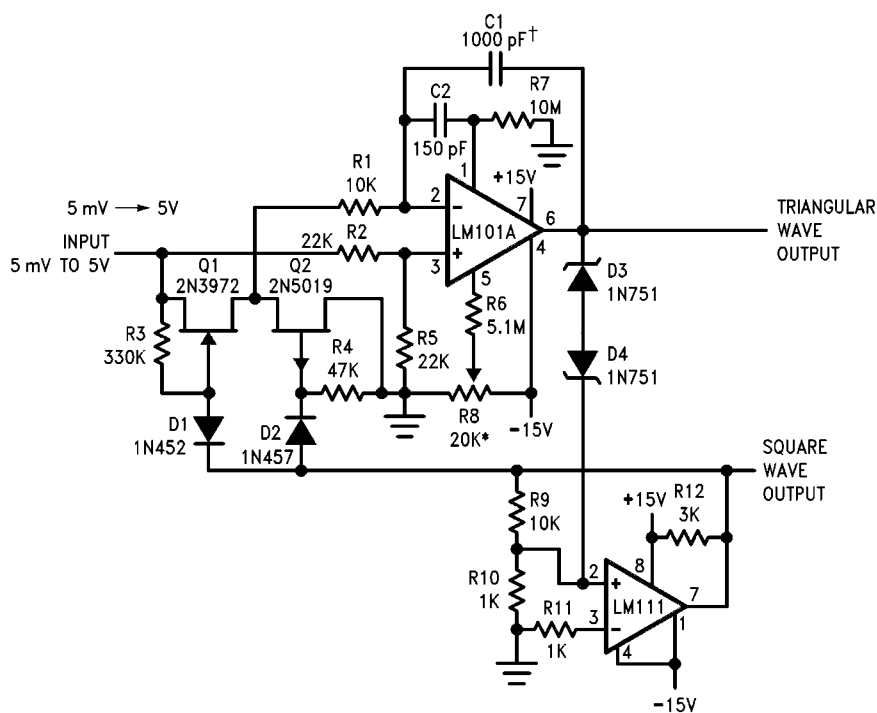 C1
1000 pF†
C2
150 pF
R7
10M
R1
10K
1
+15V
7
2
−
LM101A
6
4
TRIANGULAR
WAVE
OUTPUT
5 mV → 5V
INPUT
5 mV TO 5V
22K
R2
3
+
5
Q1
2N3972
Q2
2N5019
D3
1N751
R6
5.1M
R3
330K
R4
47K
R5
22K
D4
1N751
R8
20K*
−15V
D1
1N452
D2
1N457
SQUARE
WAVE
OUTPUT
R9
10K
+15V
R12
3K
R10
1K
2
+
8
LM111
7
R11
1K
3
−
1
4
−15V